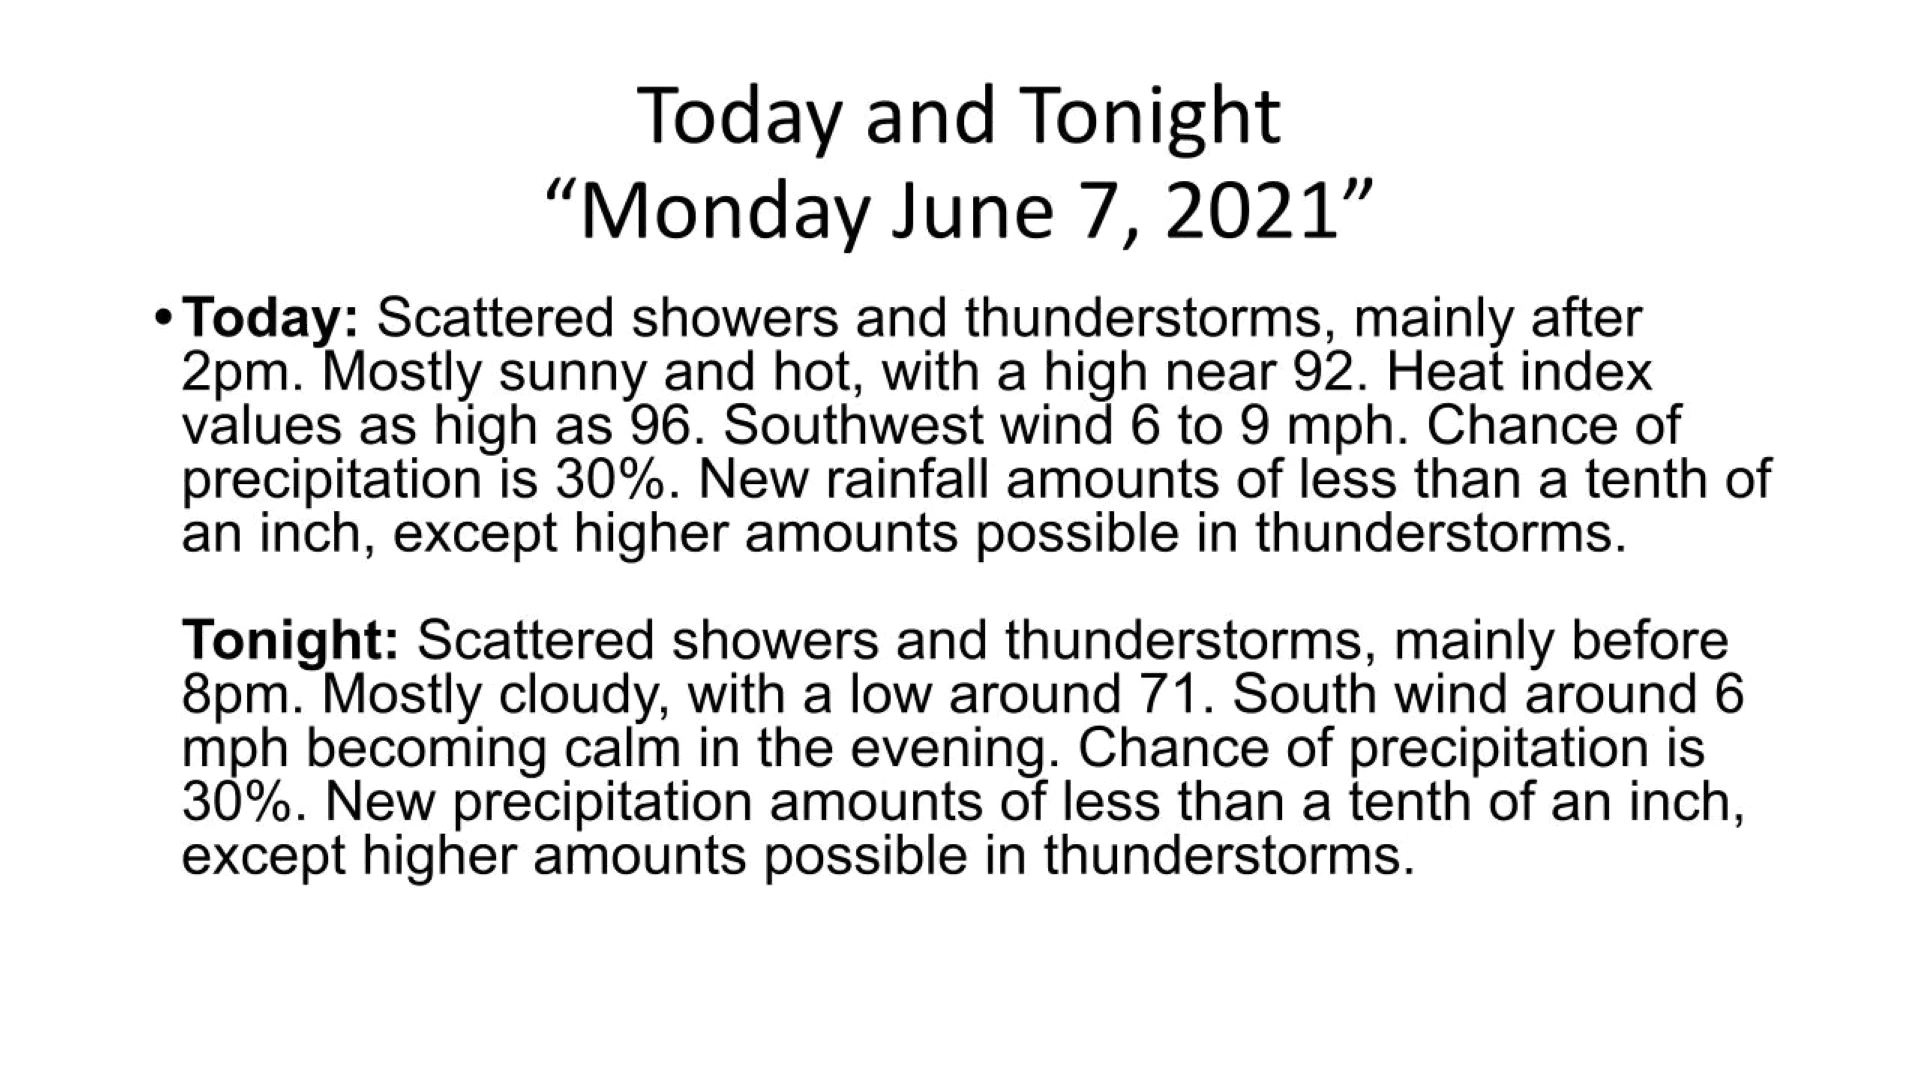 Today and Tonight
“Monday June 7, 2021”
• Today: Scattered showers and thunderstorms, mainly after
2pm. Mostly sunny and hot, with a high near 92. Heat index
values as high as 96. Southwest wind 6 to 9 mph. Chance of
precipitation is 30%. New rainfall amounts of less than a tenth of
an inch, except higher amounts possible in thunderstorms.
Tonight: Scattered showers and thunderstorms, mainly before
8pm. Mostly cloudy, with a low around 71. South wind around 6
mph becoming calm in the evening. Chance of precipitation is
30%. New precipitation amounts of less than a tenth of an inch,
except higher amounts possible in thunderstorms.